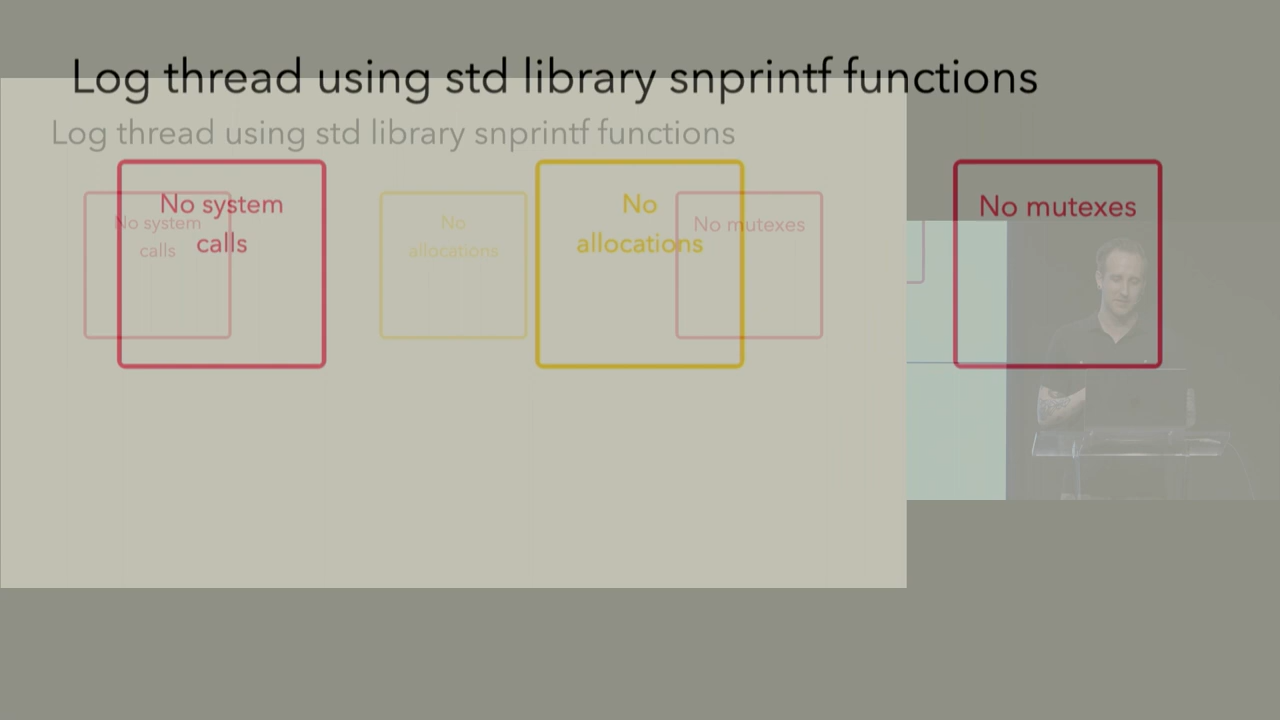 Log thread using std library snprintf functions
Log thread using std library snprintf functions
No system
calls
No
allocations
No mutexes
No system
calls
No
allocations
No mutexes